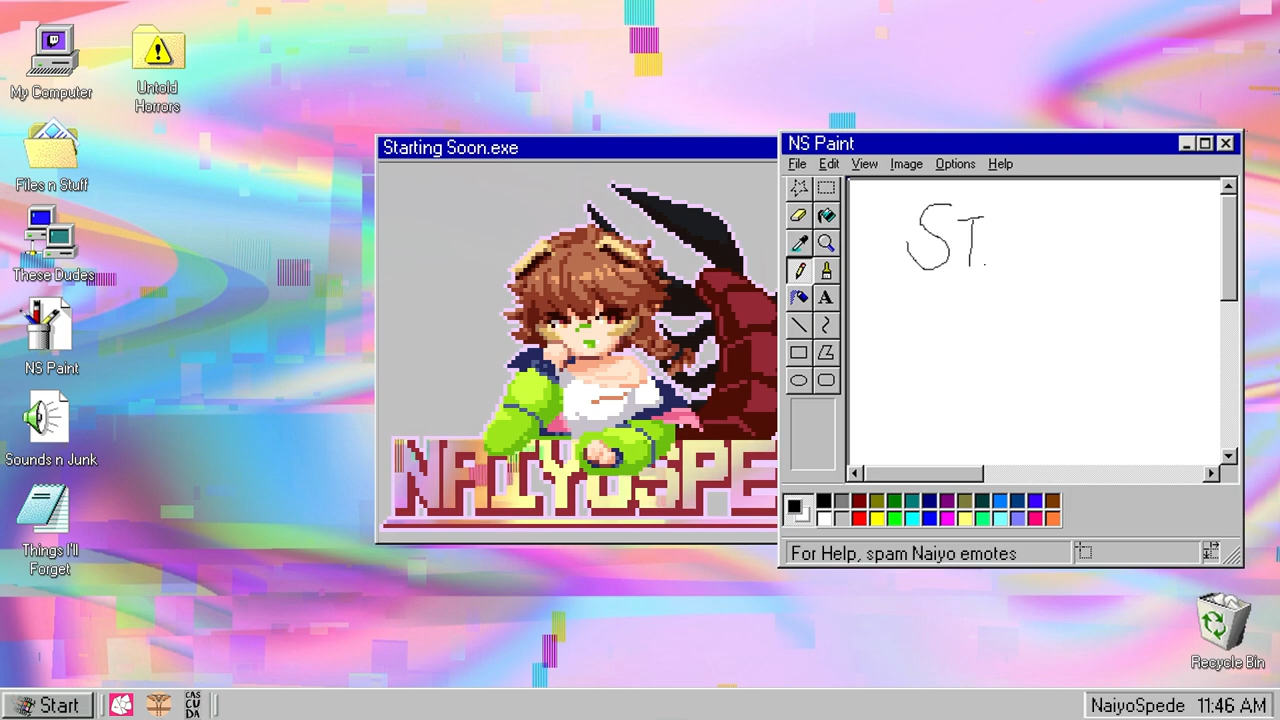 My Computer
Untold
Horrors
Files n Stuff
These Dudes
NS Paint
Sounds n Junk
Things I'll
Forget
Starting Soon.exe
NAIYOSPE
NS Paint
File Edit View Image Options Help
ST
A
For Help, spam Naiyo emotes
Recycle Bin
Start
CAS
CU
DA
NaiyoSpede 11:46 AM